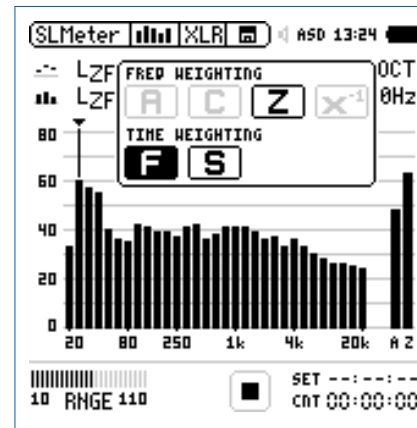 SLMeter XLR ASD 13:24
LZF FREQ WEIGHTING OCT
LZF A C Z X-1 0Hz
80 TIME WEIGHTING
60 F S
40
20
0
20 80 250 1k 4k 20k A Z
SET --:--:--
10 RNGE 110 CNT 00:00:00